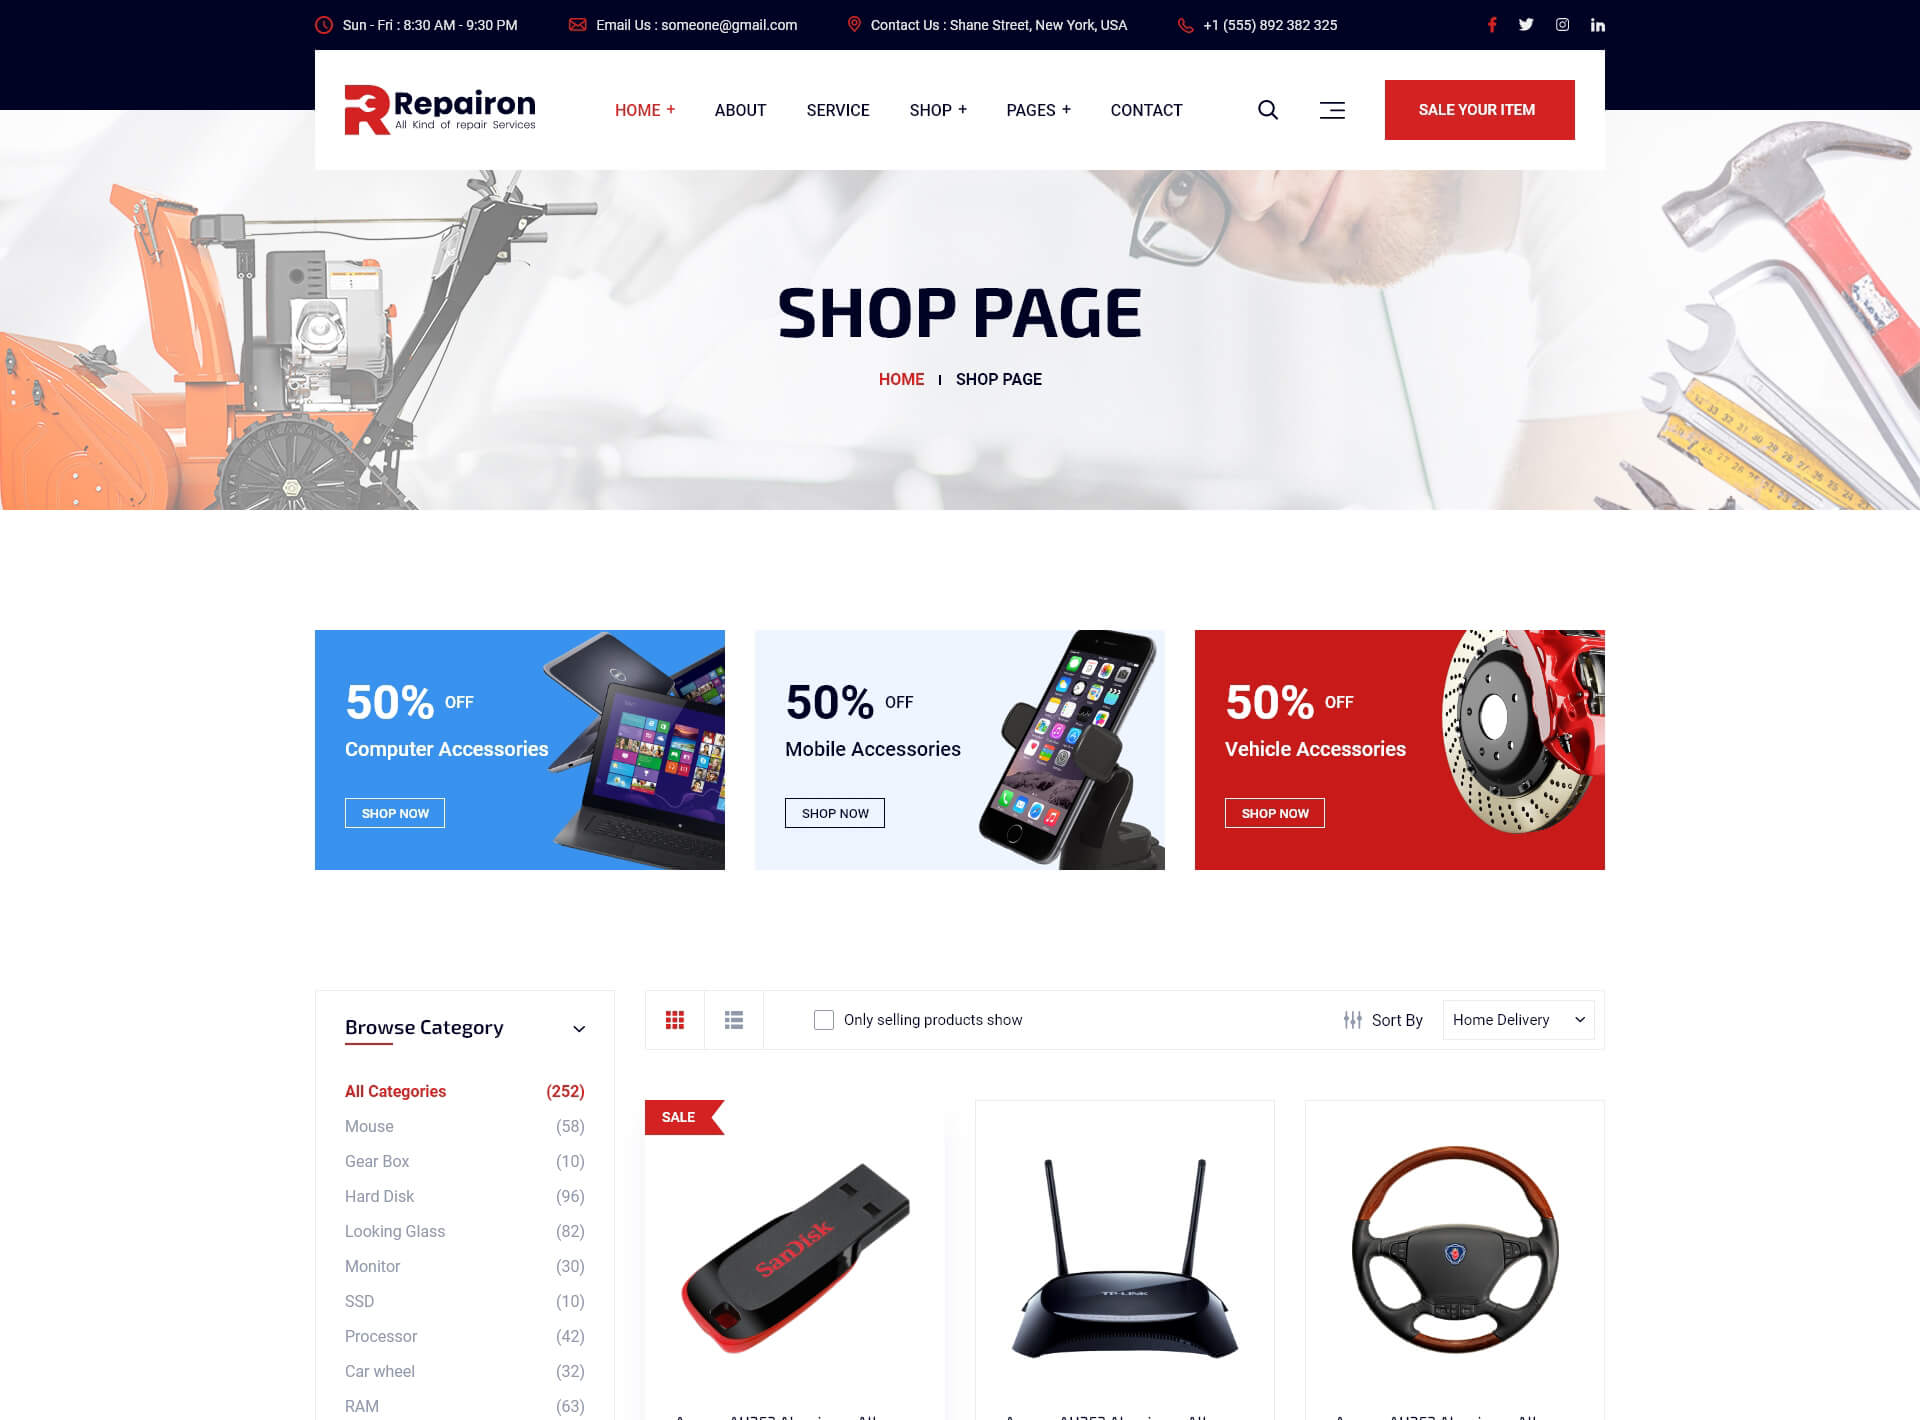 Sun - Fri : 8:30 AM - 9:30 PM
Email Us : someone@gmail.com
Contact Us : Shane Street, New York, USA
+1 (555) 892 382 325
Repairon
All Kind of repair Services
HOME +
ABOUT
SERVICE
SHOP +
PAGES +
CONTACT
SALE YOUR ITEM
SHOP PAGE
HOME
SHOP PAGE
50% OFF
Computer Accessories
SHOP NOW
50% OFF
Mobile Accessories
SHOP NOW
50% OFF
Vehicle Accessories
SHOP NOW
Browse Category
All Categories (252)
Mouse (58)
Gear Box (10)
Hard Disk (96)
Looking Glass (82)
Monitor (30)
SSD (10)
Processor (42)
Car wheel (32)
RAM (63)
Only selling products show
Sort By
Home Delivery
SALE
SanDisk
TP-LINK